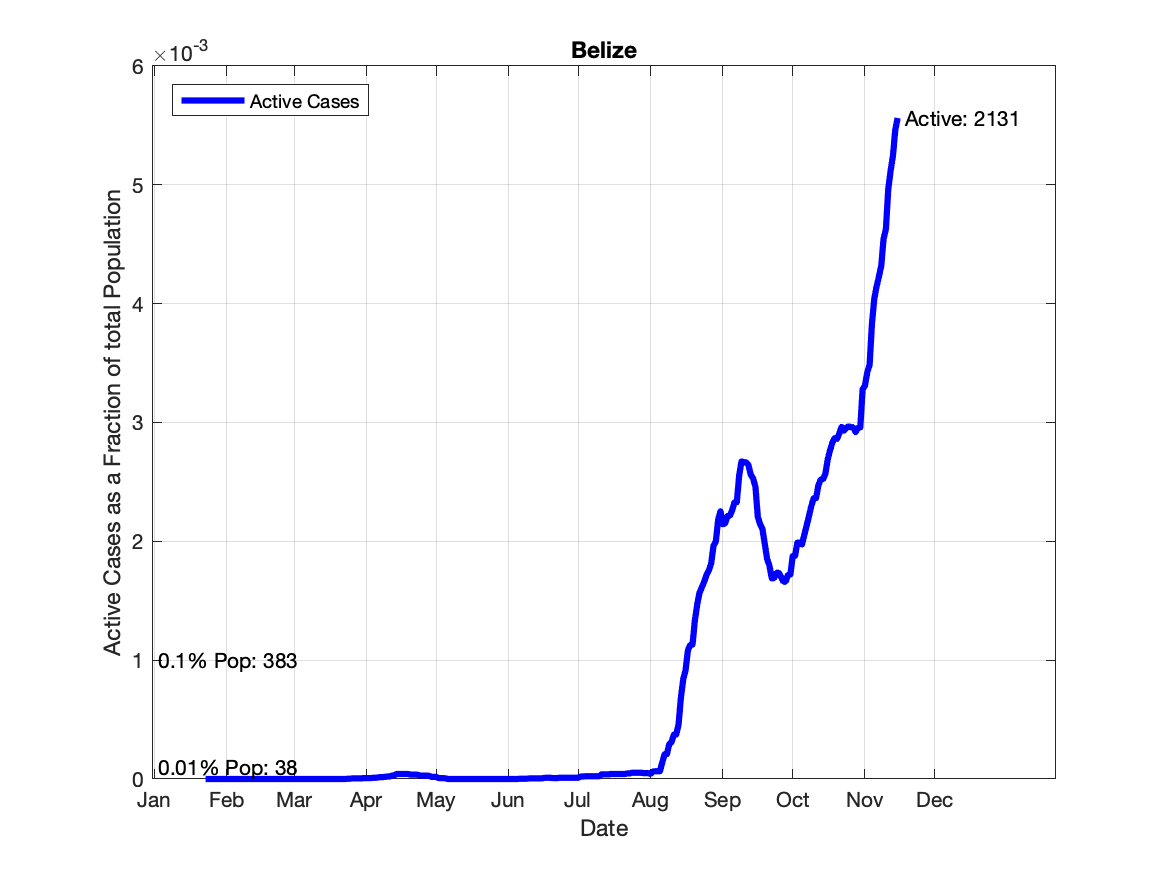 Belize
×10-3
6
5
4
3
2
1
0
Active Cases
Active: 2131
0.1% Pop: 383
0.01% Pop: 38
Active Cases as a Fraction of total Population
Jan Feb Mar Apr May Jun Jul Aug Sep Oct Nov Dec
Date